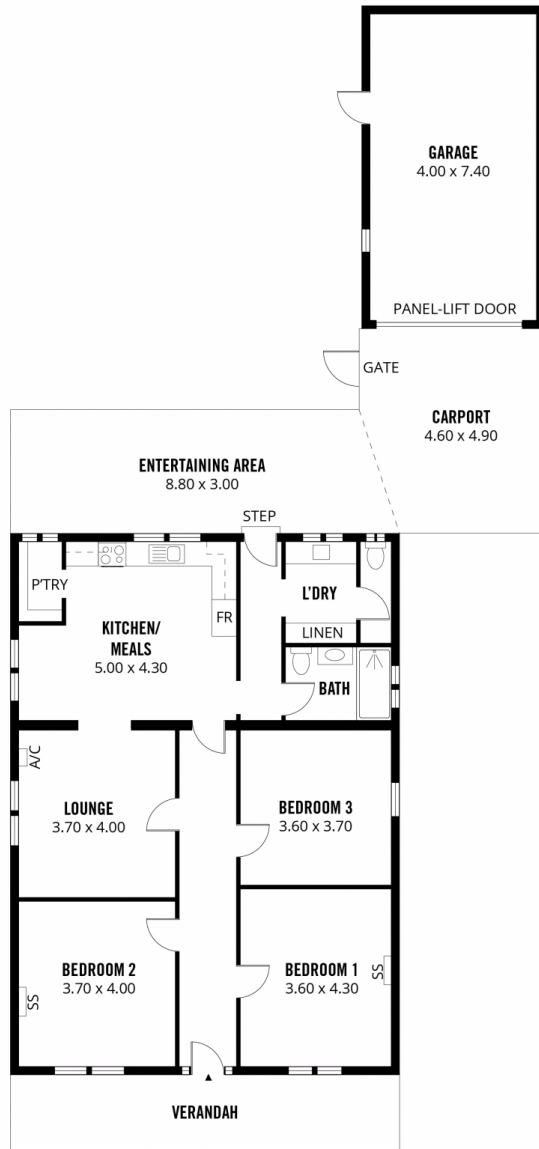 GARAGE
4.00 x 7.40
PANEL-LIFT DOOR
GATE
CARPORT
4.60 x 4.90
ENTERTAINING AREA
8.80 x 3.00
STEP
P'TRY
FR
L'DRY
LINEN
KITCHEN/
MEALS
5.00 x 4.30
BATH
A/C
LOUNGE
3.70 x 4.00
BEDROOM 3
3.60 x 3.70
BEDROOM 2
3.70 x 4.00
SS
BEDROOM 1
3.60 x 4.30
SS
VERANDAH